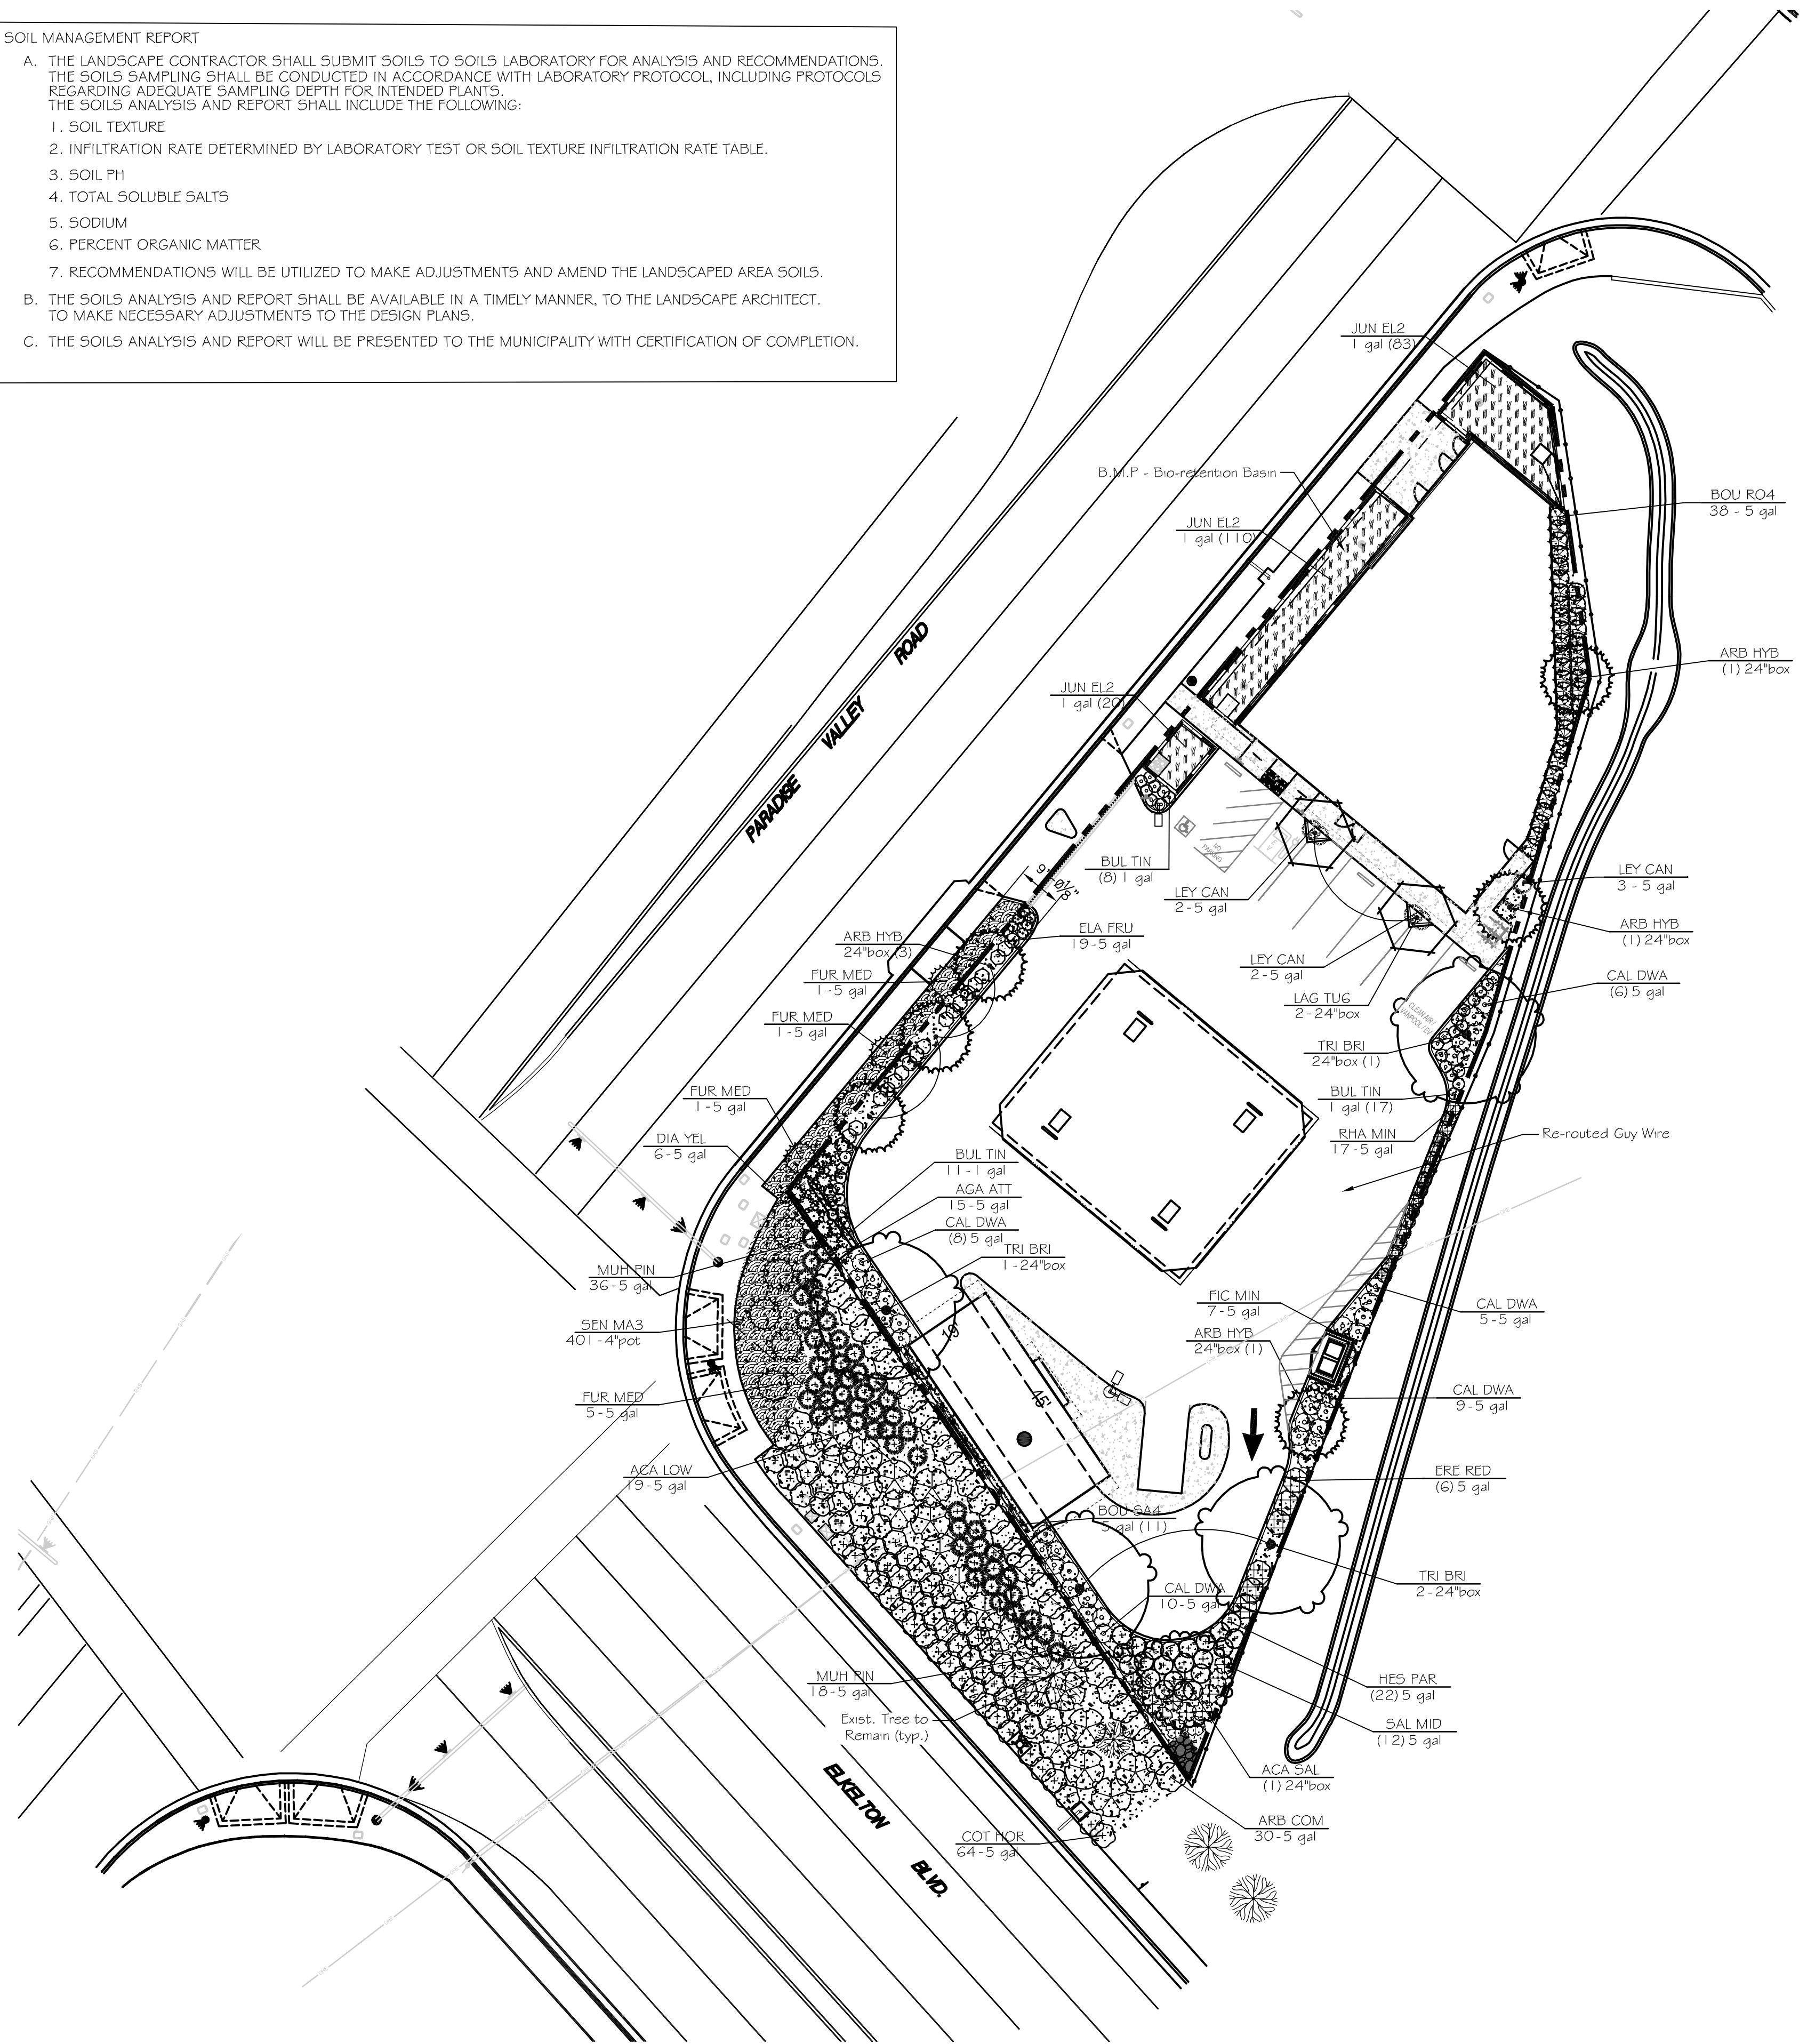 SOIL MANAGEMENT REPORT
A. THE LANDSCAPE CONTRACTOR SHALL SUBMIT SOILS TO SOILS LABORATORY FOR ANALYSIS AND RECOMMENDATIONS.
THE SOILS SAMPLING SHALL BE CONDUCTED IN ACCORDANCE WITH LABORATORY PROTOCOL, INCLUDING PROTOCOLS
REGARDING ADEQUATE SAMPLING DEPTH FOR INTENDED PLANTS.
THE SOILS ANALYSIS AND REPORT SHALL INCLUDE THE FOLLOWING:
1. SOIL TEXTURE
2. INFILTRATION RATE DETERMINED BY LABORATORY TEST OR SOIL TEXTURE INFILTRATION RATE TABLE.
3. SOIL PH
4. TOTAL SOLUBLE SALTS
5. SODIUM
6. PERCENT ORGANIC MATTER
7. RECOMMENDATIONS WILL BE UTILIZED TO MAKE ADJUSTMENTS AND AMEND THE LANDSCAPED AREA SOILS.
B. THE SOILS ANALYSIS AND REPORT SHALL BE AVAILABLE IN A TIMELY MANNER, TO THE LANDSCAPE ARCHITECT.
TO MAKE NECESSARY ADJUSTMENTS TO THE DESIGN PLANS.
C. THE SOILS ANALYSIS AND REPORT WILL BE PRESENTED TO THE MUNICIPALITY WITH CERTIFICATION OF COMPLETION.
JUN EL2
1 gal (83)
B.M.P - Bio-retention Basin
BOU RO4
38 - 5 gal
JUN EL2
1 gal (110)
PARADISE VALLEY ROAD
ARB HYB
(1) 24"box
JUN EL2
1 gal (20)
NO
PARKING
BUL TIN
(8) 1 gal
LEY CAN
2-5 gal
LEY CAN
3 - 5 gal
ARB HYB
(1) 24"box
ELA FRU
19-5 gal
ARB HYB
24"box (3)
LEY CAN
2-5 gal
FUR MED
1-5 gal
CAL DWA
(6) 5 gal
LAG TU6
2-24"box
CLEAN AIR /
VANPOOL / EV
FUR MED
1-5 gal
TRI BRI
24"box (1)
FUR MED
1-5 gal
BUL TIN
1 gal (17)
RHA MIN
17-5 gal
Re-routed Guy Wire
DIA YEL
6-5 gal
BUL TIN
11-1 gal
AGA ATT
15-5 gal
CAL DWA
(8) 5 gal
TRI BRI
1-24"box
MUH PIN
36-5 gal
SEN MA3
401-4"pot
19'
FIC MIN
7-5 gal
CAL DWA
5-5 gal
ARB HYB
24"box (1)
FUR MED
5-5 gal
45'
CAL DWA
9-5 gal
ACA LOW
19-5 gal
ERE RED
(6) 5 gal
BOU SA4
5 gal (11)
TRI BRI
2-24"box
CAL DWA
10-5 gal
MUH PIN
18-5 gal
HES PAR
(22) 5 gal
Exist. Tree to
Remain (typ.)
SAL MID
(12) 5 gal
ACA SAL
(1) 24"box
ELKELTON BLVD.
ARB COM
30-5 gal
COT HOR
64-5 gal